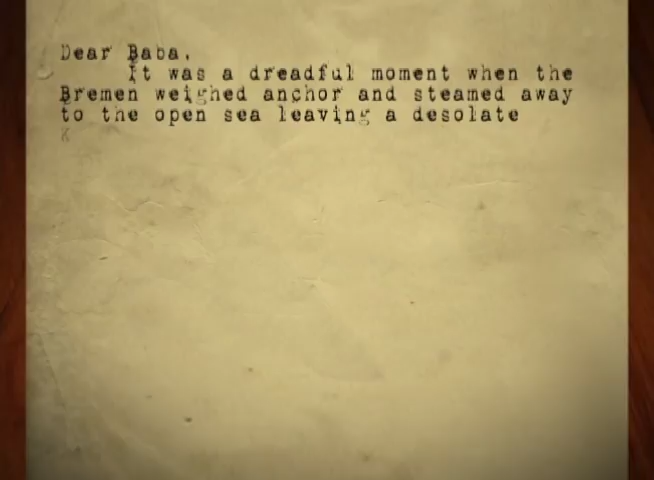 Dear Baba,
It was a dreadful moment when the
Bremen weighed anchor and steamed away
to the open sea leaving a desolate
K